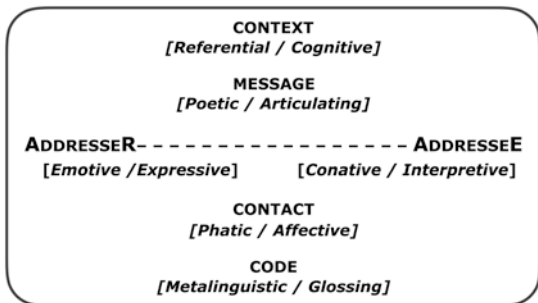 CONTEXT
[Referential / Cognitive]
MESSAGE
[Poetic / Articulating]
ADDRESSER------------------ADDRESSEE
[Emotive /Expressive] [Conative / Interpretive]
CONTACT
[Phatic / Affective]
CODE
[Metalinguistic / Glossing]